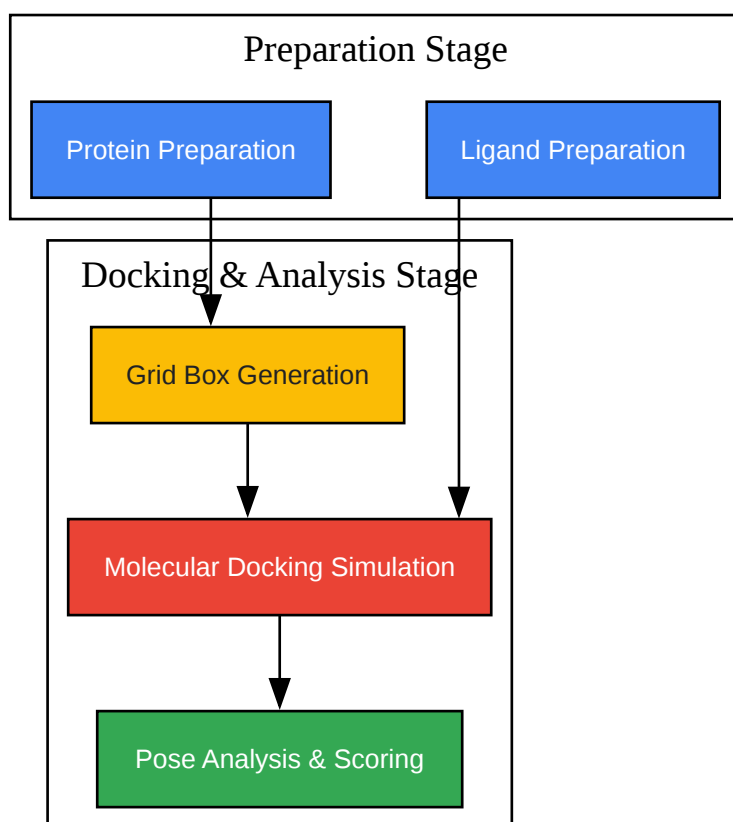 Preparation Stage
Protein Preparation
Ligand Preparation
Docking & Analysis Stage
Grid Box Generation
Molecular Docking Simulation
Pose Analysis & Scoring